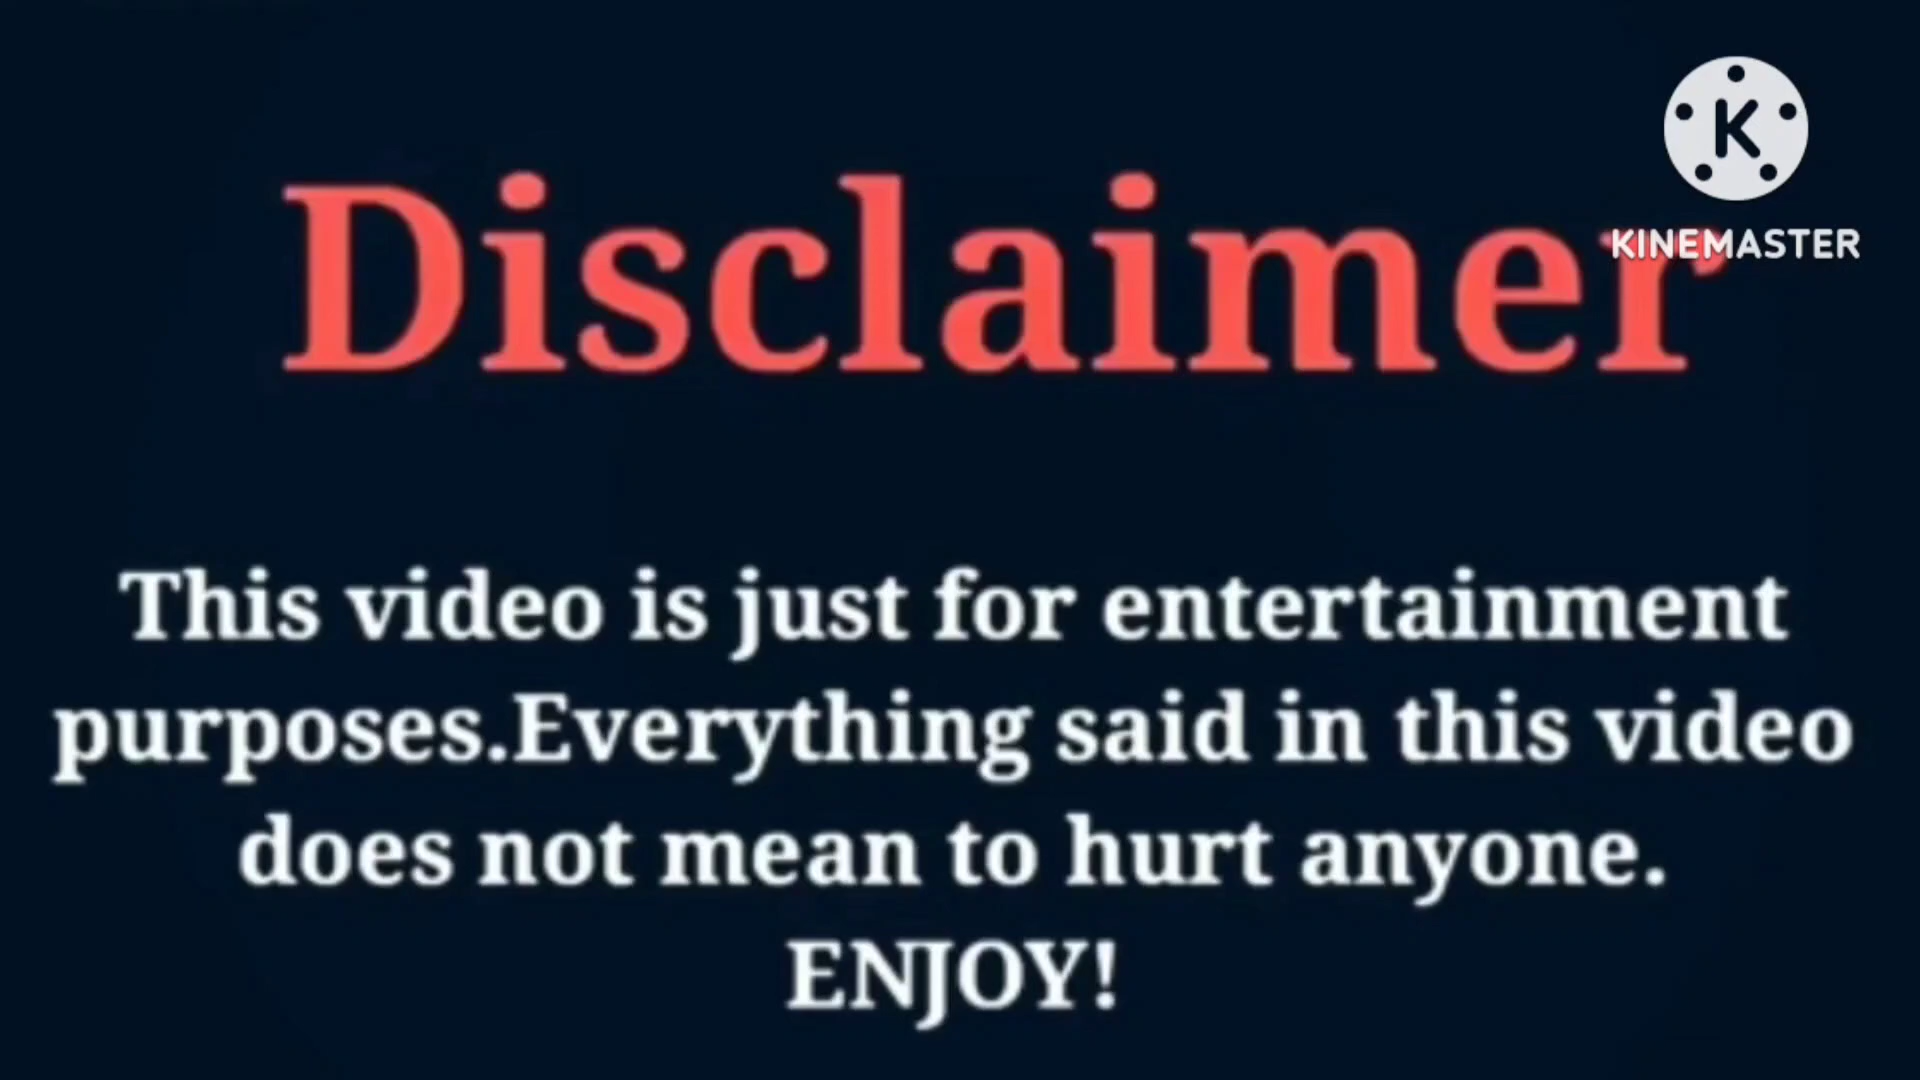 K
KINEMASTER
Disclaimer
This video is just for entertainment
purposes.Everything said in this video
does not mean to hurt anyone.
ENJOY!